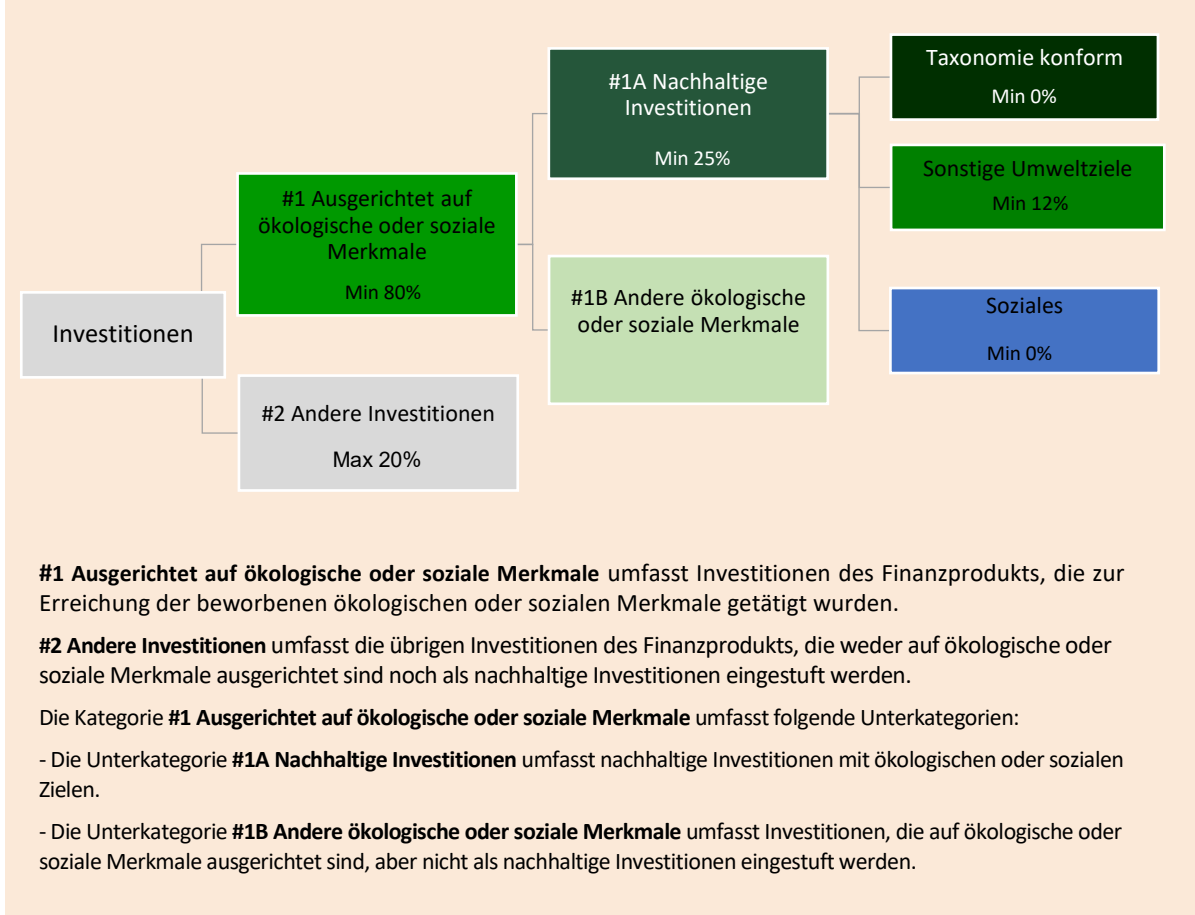 Investitionen
#1 Ausgerichtet auf
ökologische oder soziale
Merkmale
Min 80%
#2 Andere Investitionen
Max 20%
#1A Nachhaltige
Investitionen
Min 25%
#1B Andere ökologische
oder soziale Merkmale
Taxonomie konform
Min 0%
Sonstige Umweltziele
Min 12%
Soziales
Min 0%
#1 Ausgerichtet auf ökologische oder soziale Merkmale umfasst Investitionen des Finanzprodukts, die zur
Erreichung der beworbenen ökologischen oder sozialen Merkmale getätigt wurden.
#2 Andere Investitionen umfasst die übrigen Investitionen des Finanzprodukts, die weder auf ökologische oder
soziale Merkmale ausgerichtet sind noch als nachhaltige Investitionen eingestuft werden.
Die Kategorie #1 Ausgerichtet auf ökologische oder soziale Merkmale umfasst folgende Unterkategorien:
- Die Unterkategorie #1A Nachhaltige Investitionen umfasst nachhaltige Investitionen mit ökologischen oder sozialen
Zielen.
- Die Unterkategorie #1B Andere ökologische oder soziale Merkmale umfasst Investitionen, die auf ökologische oder
soziale Merkmale ausgerichtet sind, aber nicht als nachhaltige Investitionen eingestuft werden.